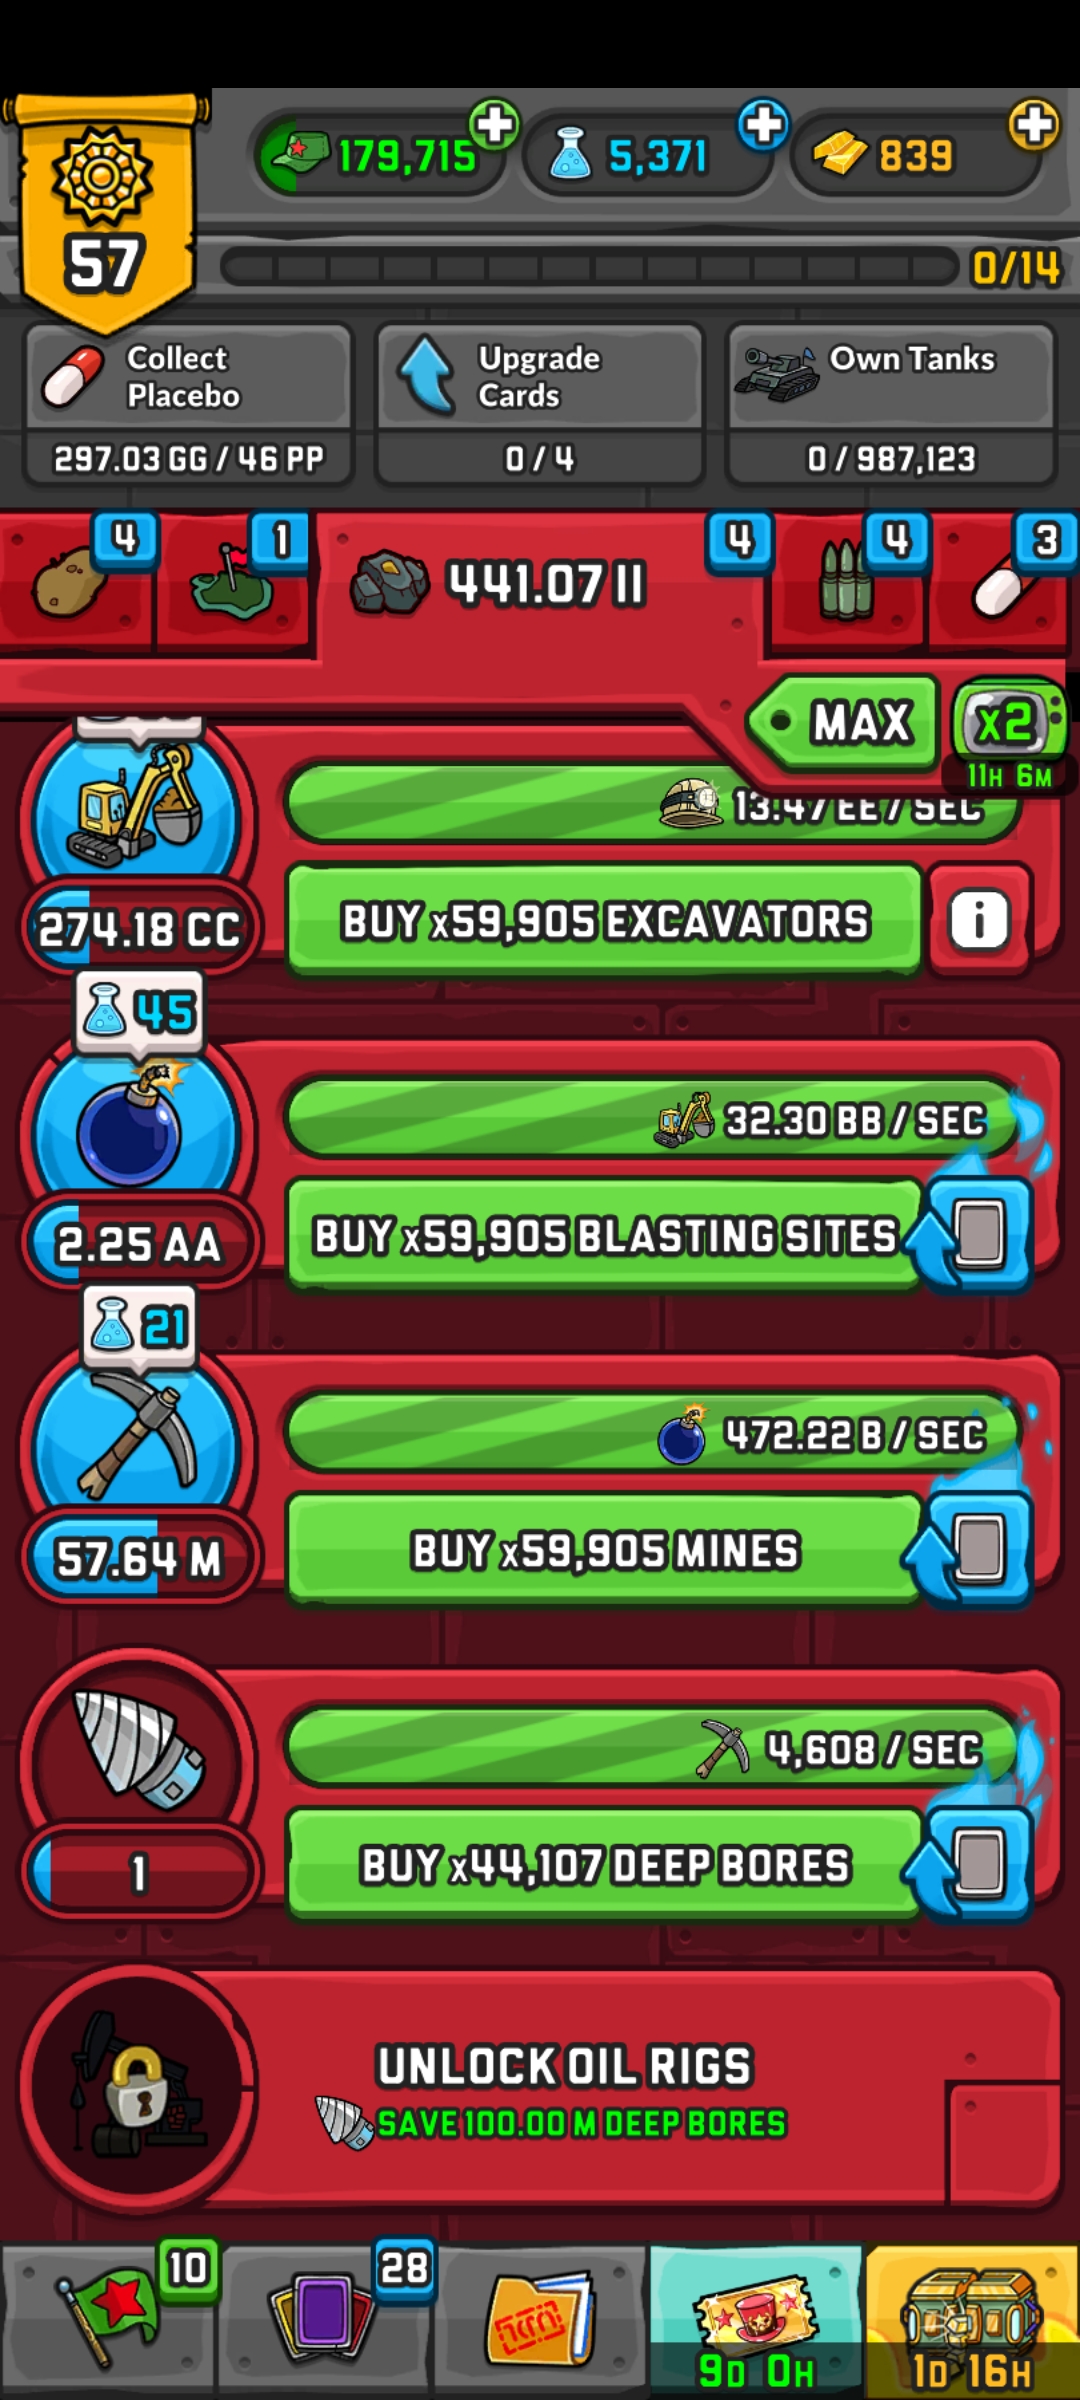 179,715
5,371
839
57
0/14
Collect
Placebo
297.03 GG / 46 PP
Upgrade
Cards
0 / 4
Own Tanks
0 / 987,123
4
1
441.07 II
4
4
3
MAX
x2
11H 6M
13.47 EE / SEC
274.18 CC
BUY x59,905 EXCAVATORS
i
45
32.30 BB / SEC
2.25 AA
BUY x59,905 BLASTING SITES
21
472.22 B / SEC
57.64 M
BUY x59,905 MINES
4,608 / SEC
1
BUY x44,107 DEEP BORES
UNLOCK OIL RIGS
SAVE 100.00 M DEEP BORES
10
28
9D 0H
1D 16H